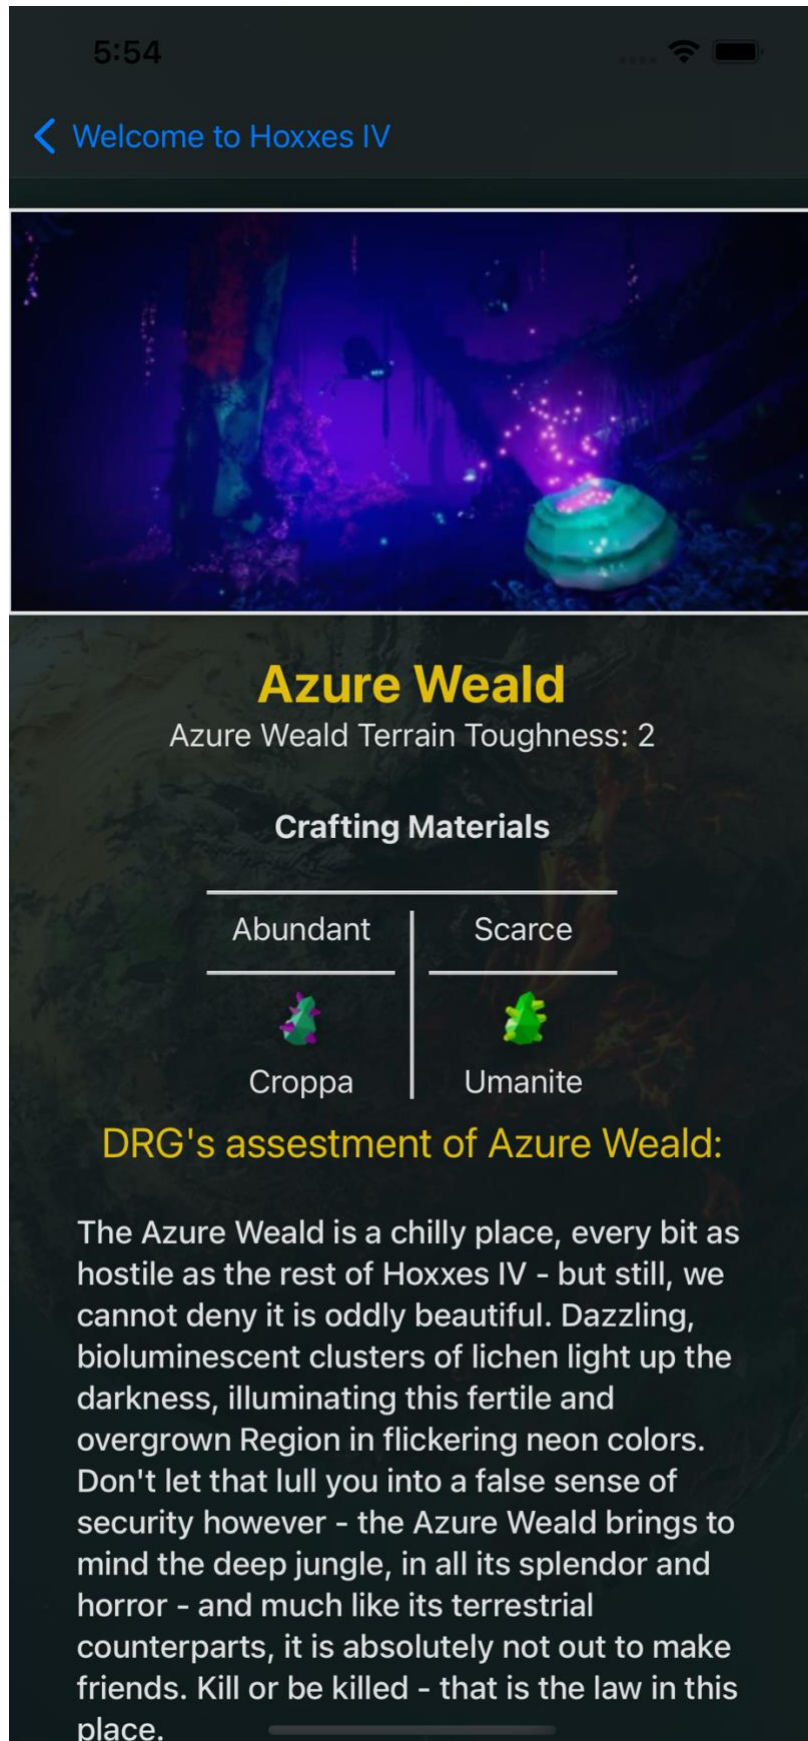 5:54
Welcome to Hoxxes IV
Azure Weald
Azure Weald Terrain Toughness: 2
Crafting Materials
Abundant
Scarce
Croppa
Umanite
DRG's assestment of Azure Weald:
The Azure Weald is a chilly place, every bit as
hostile as the rest of Hoxxes IV - but still, we
cannot deny it is oddly beautiful. Dazzling,
bioluminescent clusters of lichen light up the
darkness, illuminating this fertile and
overgrown Region in flickering neon colors.
Don't let that lull you into a false sense of
security however - the Azure Weald brings to
mind the deep jungle, in all its splendor and
horror - and much like its terrestrial
counterparts, it is absolutely not out to make
friends. Kill or be killed - that is the law in this
place.